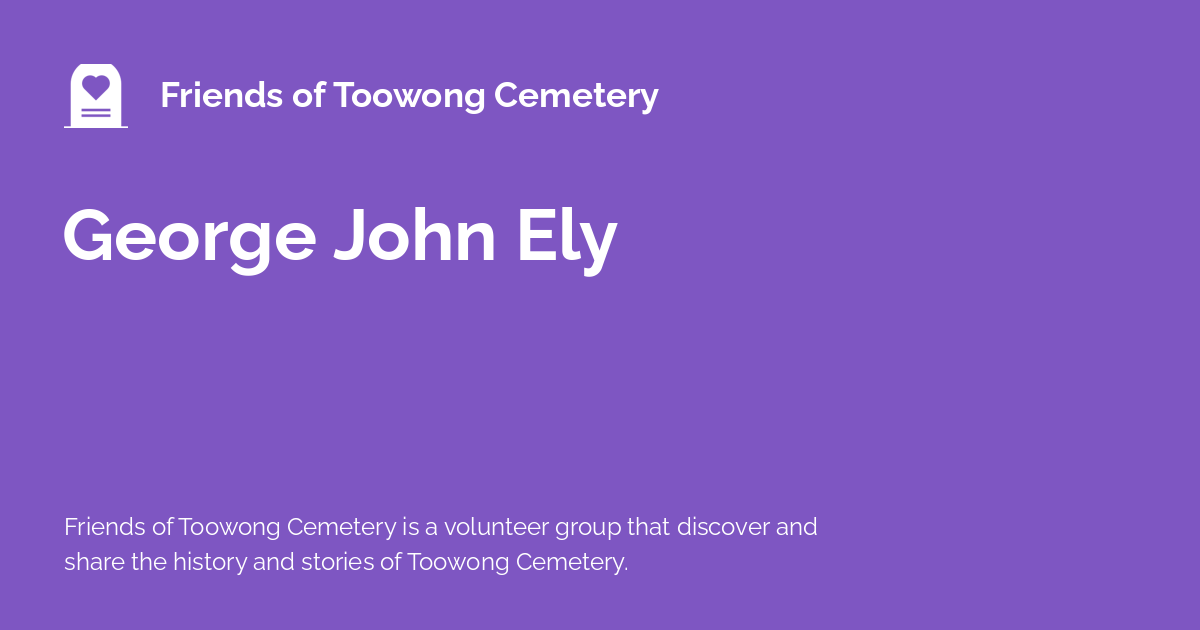 Friends of Toowong Cemetery
George John Ely
Friends of Toowong Cemetery is a volunteer group that discover and
share the history and stories of Toowong Cemetery.